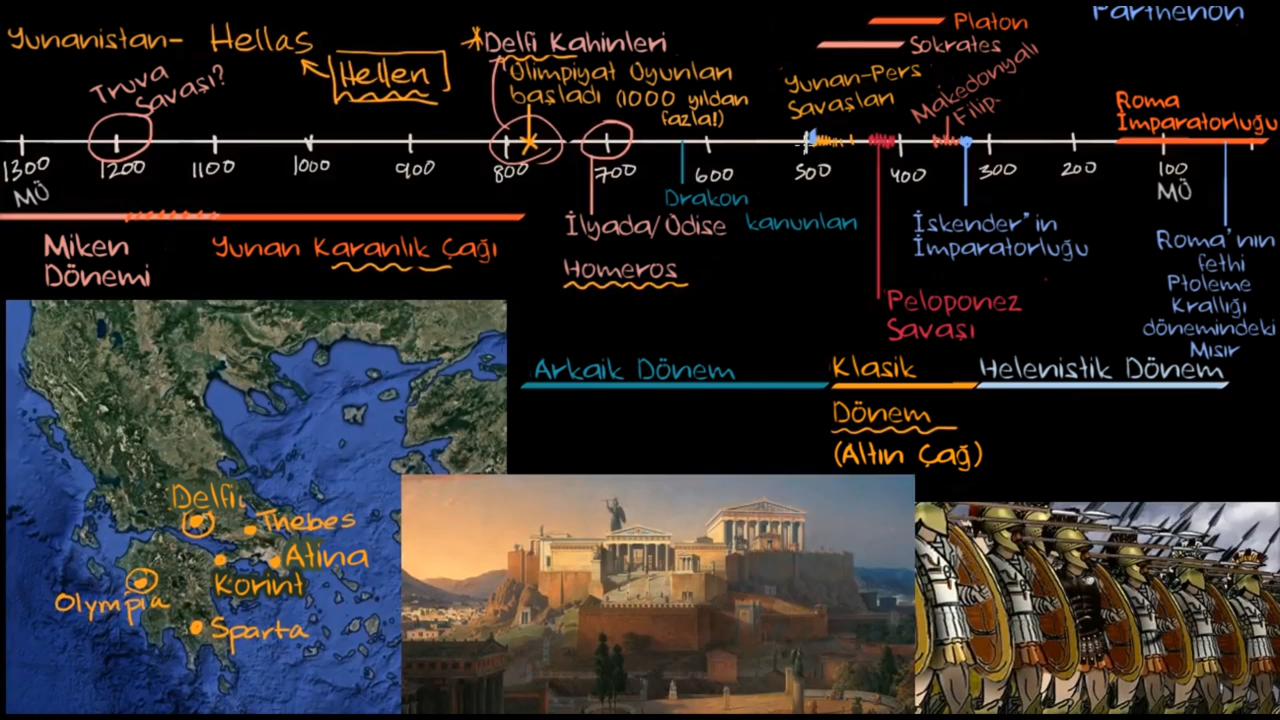 Yunanistan- Hellas
Hellen
Truva
Savası?
*Delfi Kahinleri
Olimpiyat Oyunları
başladı (1000 yıldan
fazla!)
Platon
Sokrates
Parthenon
Yunan-Pers
Savaşları
Makedonyalı
Filip
Roma
İmparatorluğu
1300 1200 1100 1000 900 800 700 600 500 400 300 200 100
MÖ MÖ
Miken
Dönemi
Yunan Karanlık Çağı
İlyada/Odise
Homeros
Drakon
kanunları
İskender'in
İmparatorluğu
Peloponez
Savaşı
Roma'nın
fethi
Ptoleme
Krallığı
dönemindeki
Mısır
Arkaik Dönem
Klasik
Dönem
(Altın Çağ)
Helenistik Dönem
Delfi
Thebes
Atina
Korint
Olympia
Sparta